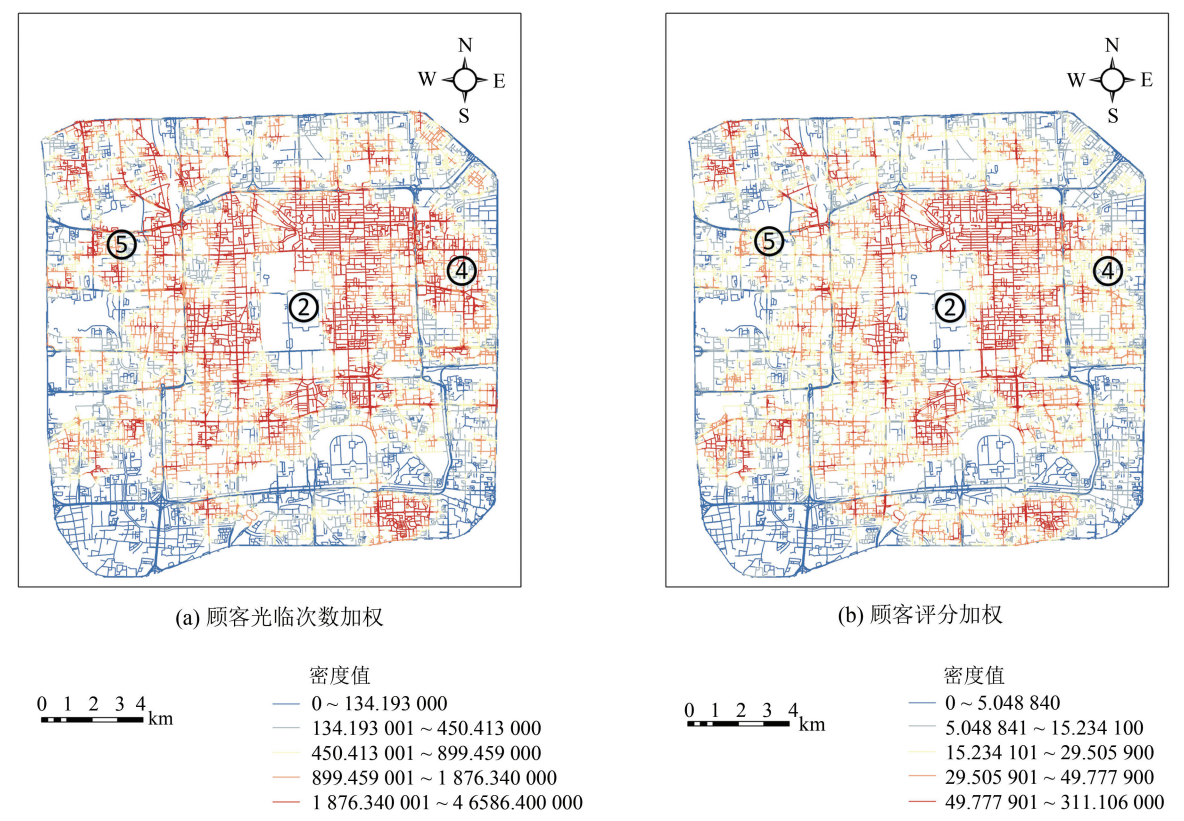 N
W E
S
⑤
④
②
(a) 顾客光临次数加权
密度值
0 1 2 3 4 km
0 ~ 134.193 000
134.193 001 ~ 450.413 000
450.413 001 ~ 899.459 000
899.459 001 ~ 1 876.340 000
1 876.340 001 ~ 4 6586.400 000
N
W E
S
⑤
④
②
(b) 顾客评分加权
密度值
0 1 2 3 4 km
0 ~ 5.048 840
5.048 841 ~ 15.234 100
15.234 101 ~ 29.505 900
29.505 901 ~ 49.777 900
49.777 901 ~ 311.106 000